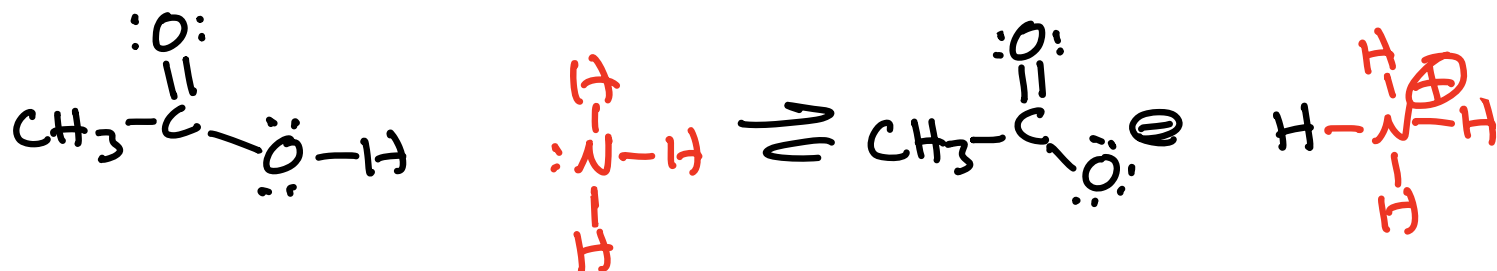 :O: H H
H :N—H :O: N⊕ H
CH3—C O—H ⇌ CH3—C O ⊖ H
H H